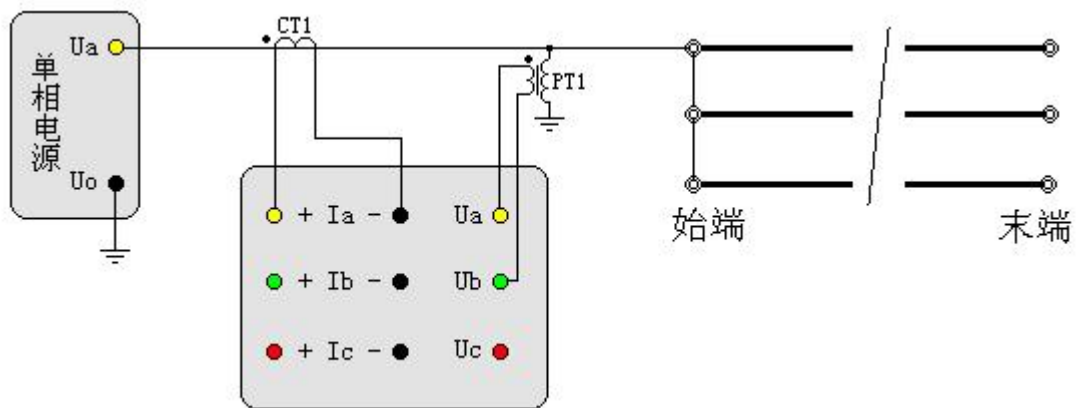 单相电源
Ua
Uo
CT1
PT1
+ Ia -
Ua
+ Ib -
Ub
+ Ic -
Uc
始端
末端